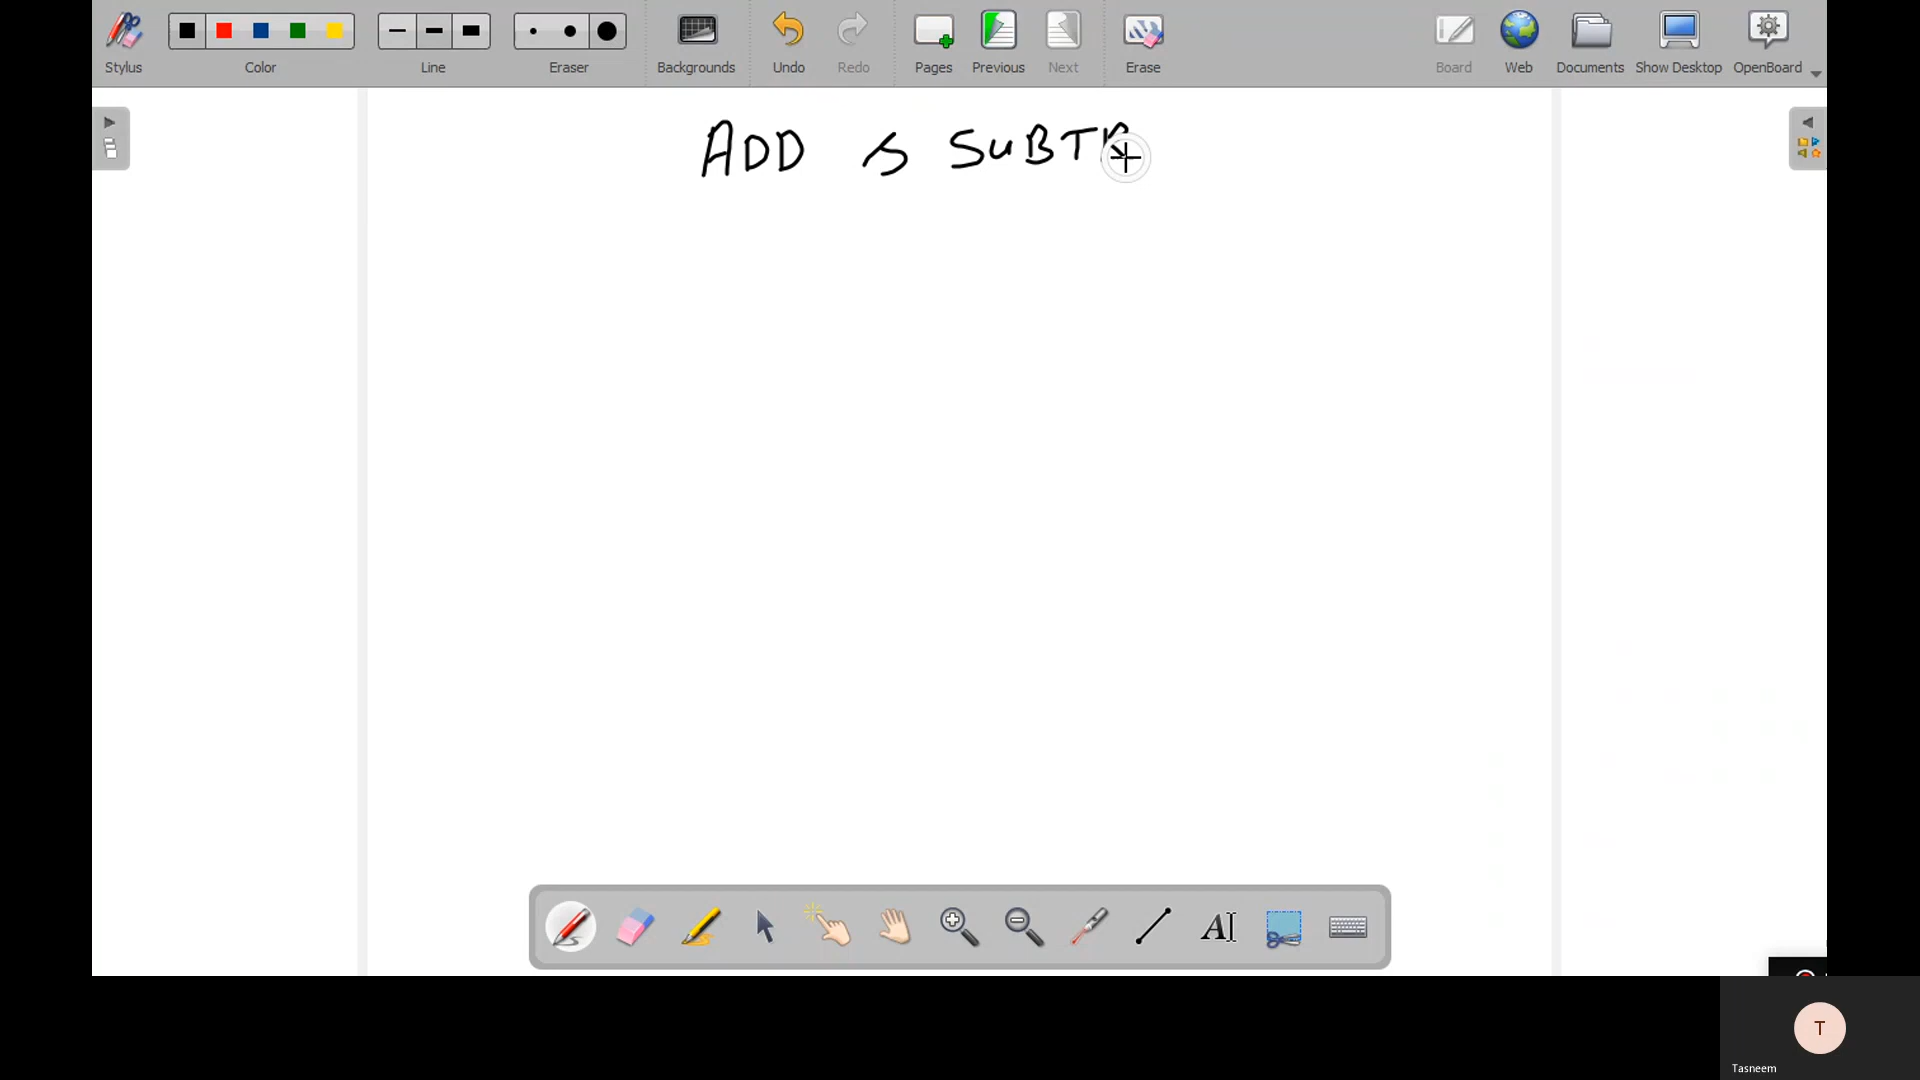 Stylus Color Line Eraser Backgrounds Undo Redo Pages Previous Next Erase Board Web Documents Show Desktop OpenBoard
ADD & SUBTR
T
Tasneem